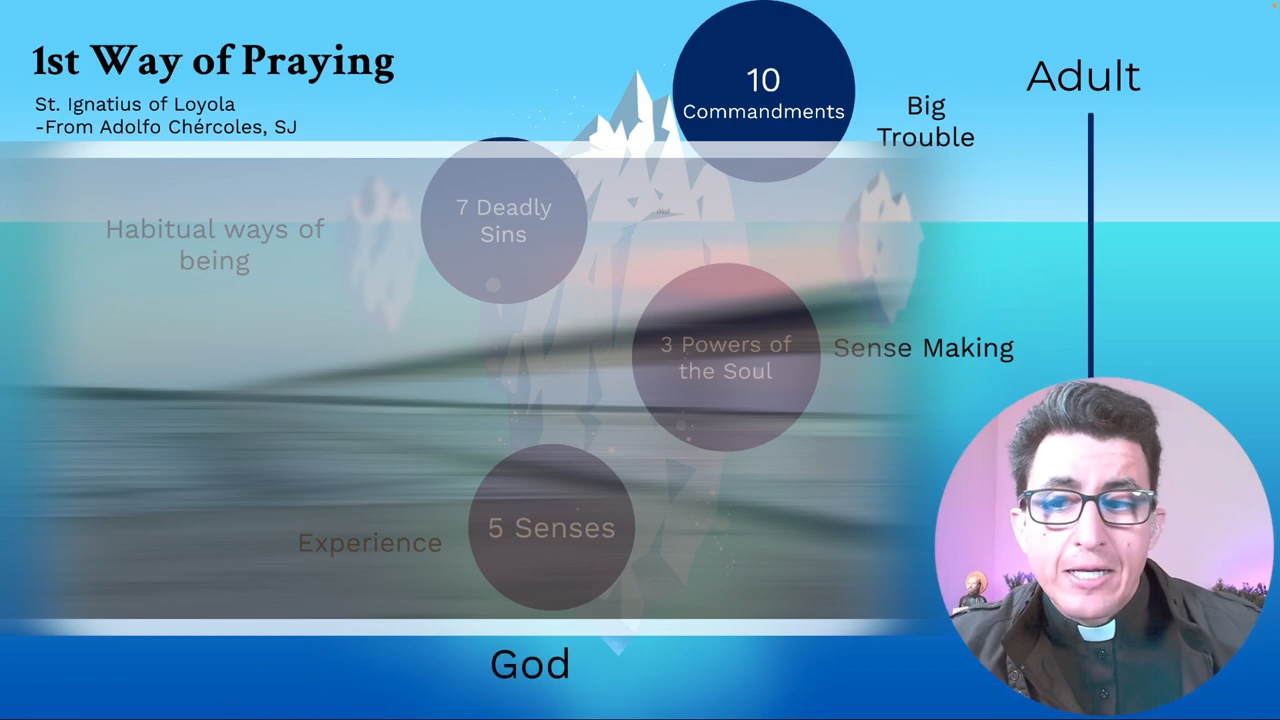 1st Way of Praying
St. Ignatius of Loyola
-From Adolfo Chércoles, SJ
10
Commandments
Big
Trouble
Adult
7 Deadly
Sins
Habitual ways of
being
3 Powers of
the Soul
Sense Making
5 Senses
Experience
God